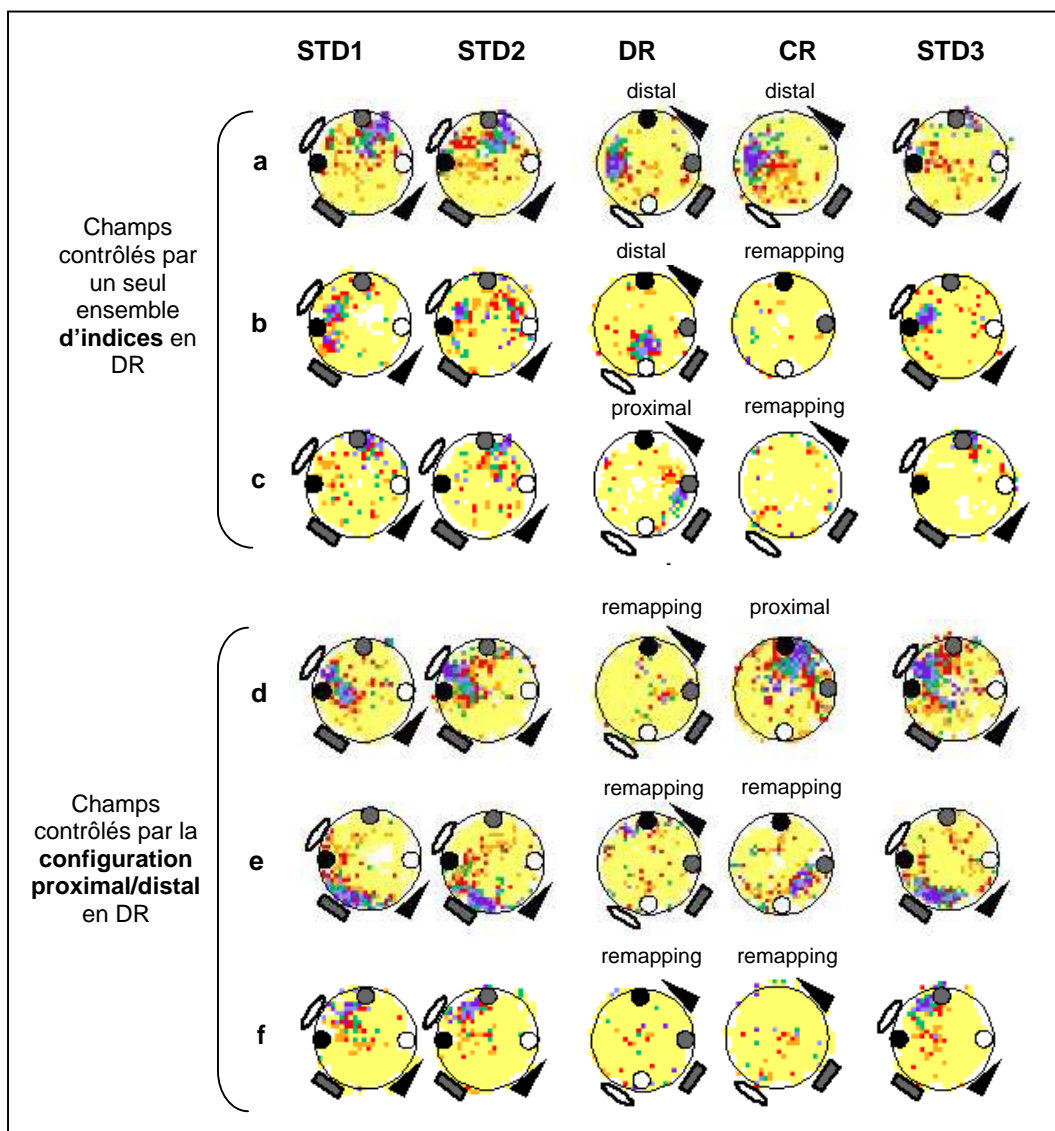 STD1 STD2 DR CR STD3
distal distal
a
Champs
contrôlés par
un seul
ensemble
d'indices en
DR
distal remapping
b
proximal remapping
c
remapping proximal
d
Champs
contrôlés par la
configuration
proximal/distal
en DR
remapping remapping
e
remapping remapping
f